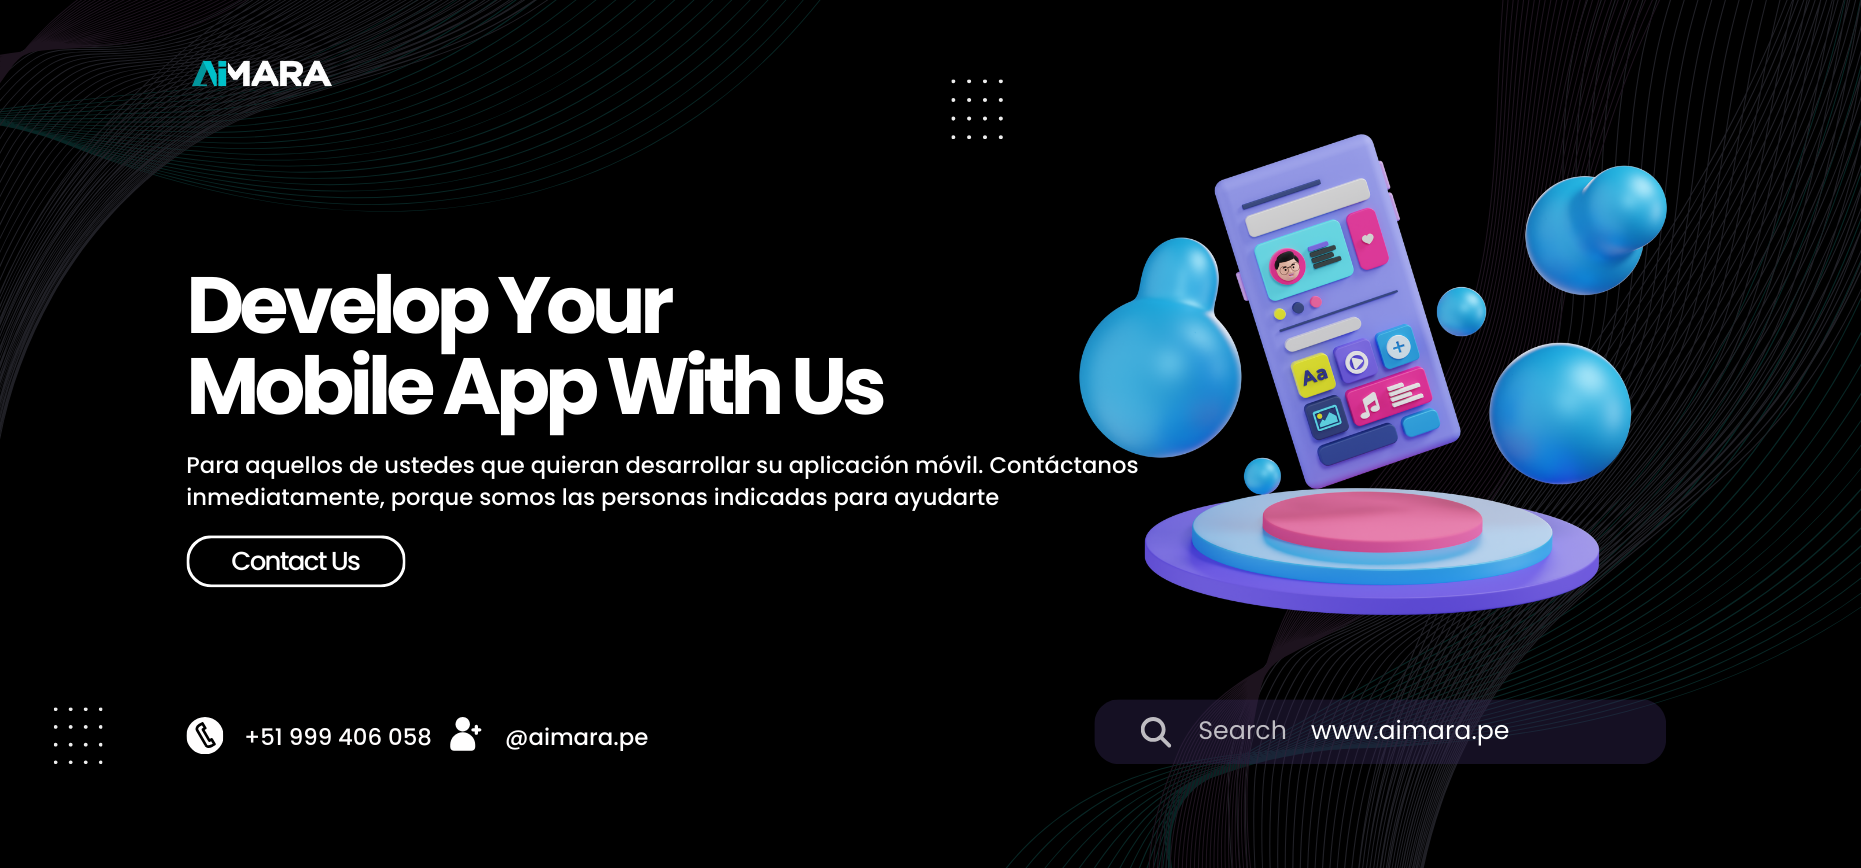 AiMARA
Develop Your
Mobile App With Us
Para aquellos de ustedes que quieran desarrollar su aplicación móvil. Contáctanos
inmediatamente, porque somos las personas indicadas para ayudarte
Contact Us
Aa
+51 999 406 058 @aimara.pe
Search www.aimara.pe